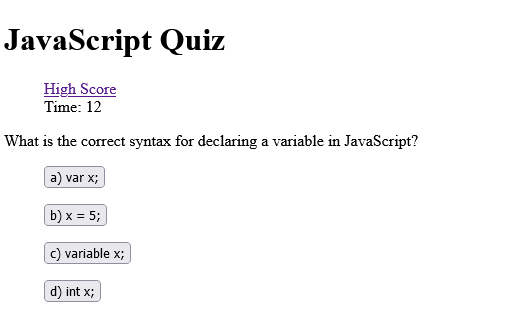 JavaScript Quiz
High Score
Time: 12
What is the correct syntax for declaring a variable in JavaScript?
a) var x;
b) x = 5;
c) variable x;
d) int x;